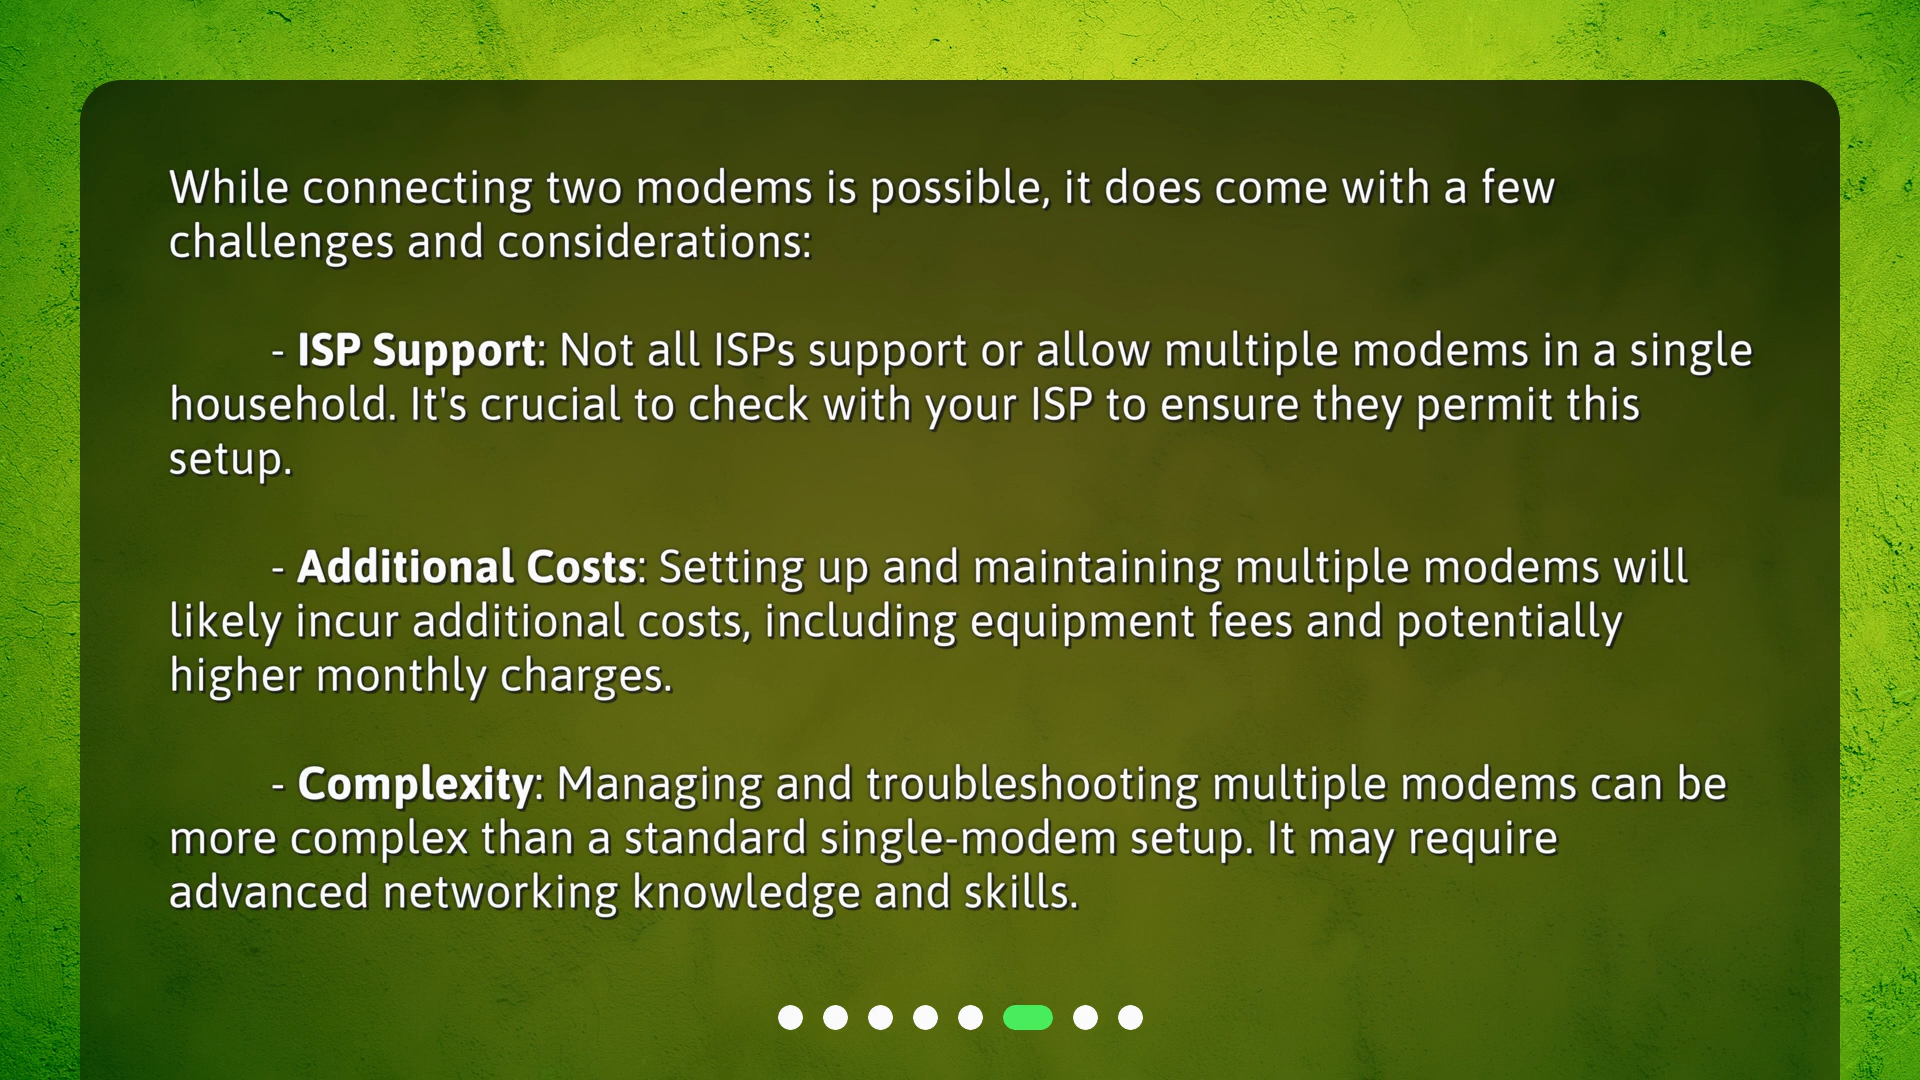 While connecting two modems is possible, it does come with a few
challenges and considerations:
- ISP Support: Not all ISPs support or allow multiple modems in a single
household. It's crucial to check with your ISP to ensure they permit this
setup.
- Additional Costs: Setting up and maintaining multiple modems will
likely incur additional costs, including equipment fees and potentially
higher monthly charges.
- Complexity: Managing and troubleshooting multiple modems can be
more complex than a standard single-modem setup. It may require
advanced networking knowledge and skills.